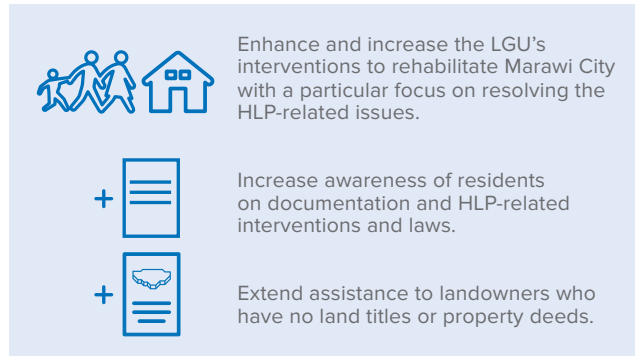 Enhance and increase the LGU's
interventions to rehabilitate Marawi City
with a particular focus on resolving the
HLP-related issues.
+
Increase awareness of residents
on documentation and HLP-related
interventions and laws.
+
Extend assistance to landowners who
have no land titles or property deeds.